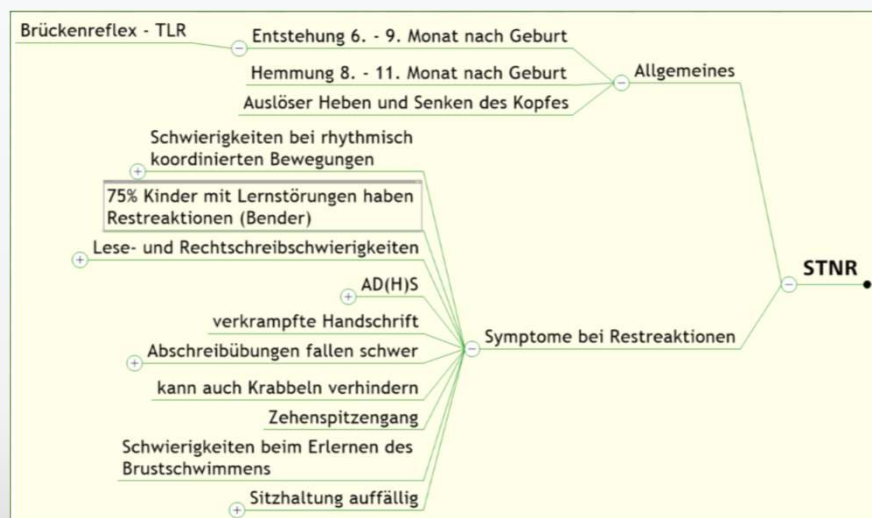 Brückenreflex - TLR
Entstehung 6. - 9. Monat nach Geburt
Hemmung 8. - 11. Monat nach Geburt
Auslöser Heben und Senken des Kopfes
Allgemeines
Schwierigkeiten bei rhythmisch
koordinierten Bewegungen
75% Kinder mit Lernstörungen haben
Restreaktionen (Bender)
Lese- und Rechtschreibschwierigkeiten
AD(H)S
verkrampfte Handschrift
Abschreibübungen fallen schwer
kann auch Krabbeln verhindern
Zehenspitzengang
Schwierigkeiten beim Erlernen des
Brustschwimmens
Sitzhaltung auffällig
Symptome bei Restreaktionen
STNR